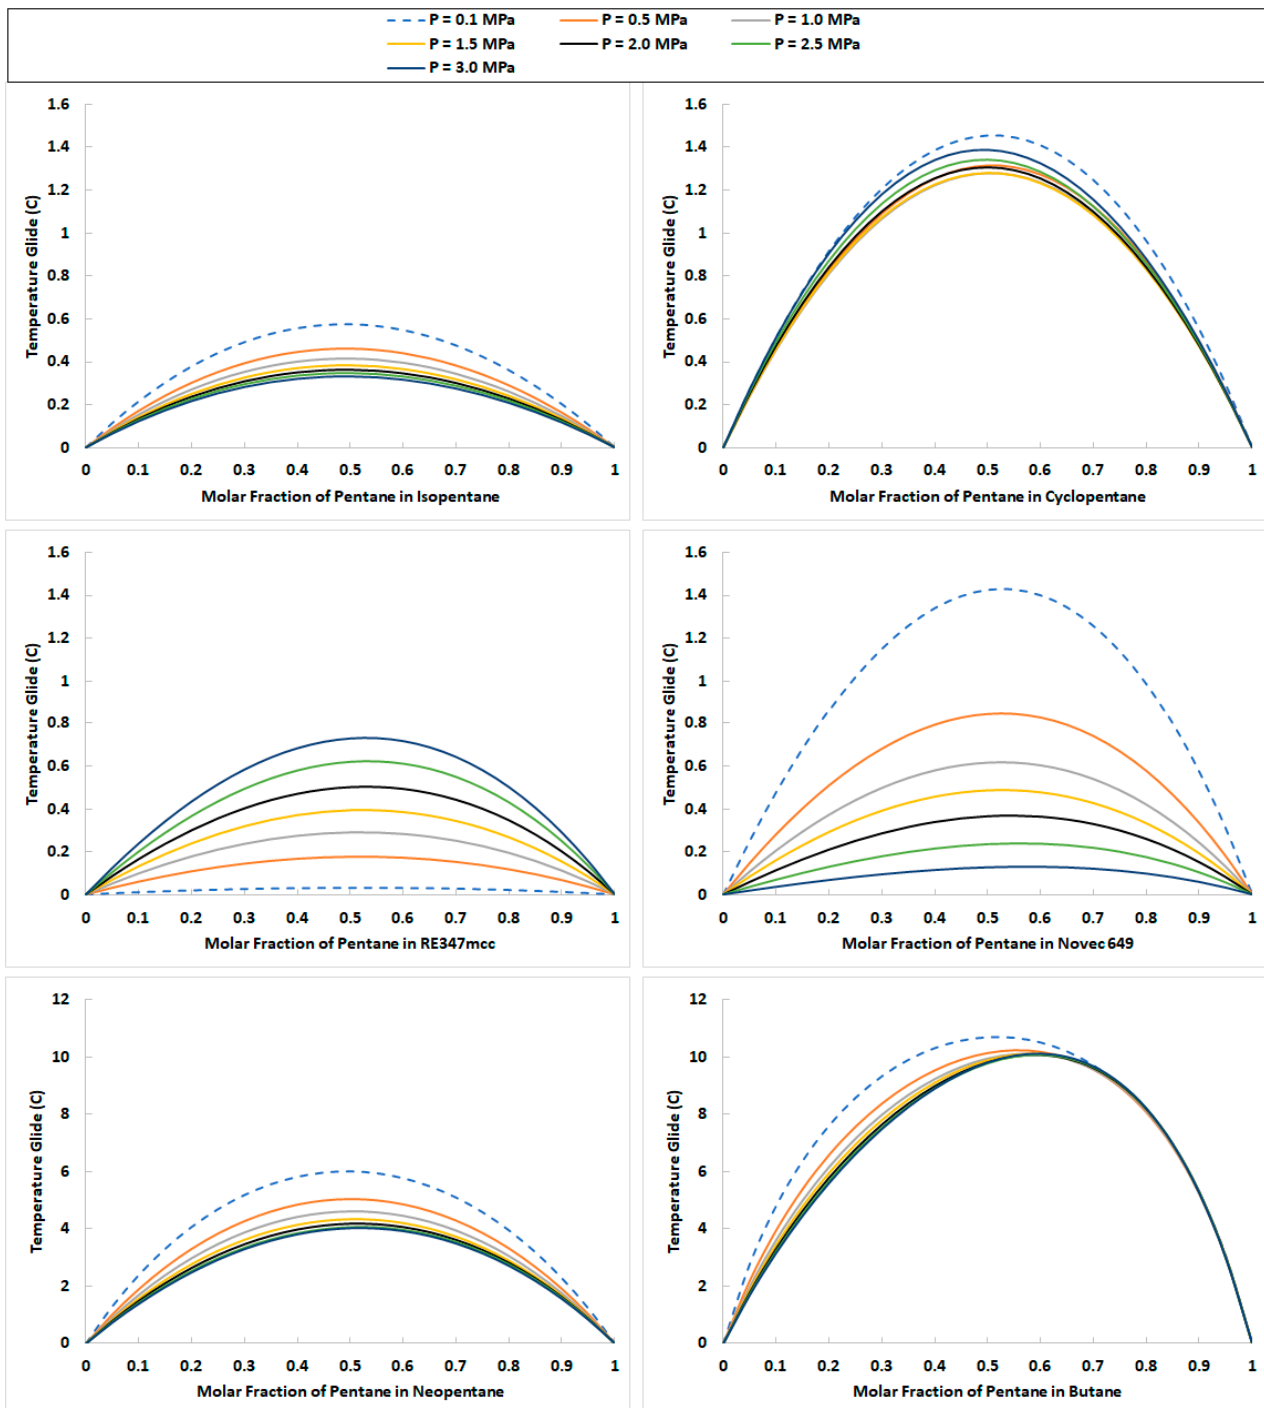 P = 0.1 MPa P = 0.5 MPa P = 1.0 MPa
P = 1.5 MPa P = 2.0 MPa P = 2.5 MPa
P = 3.0 MPa
Temperature Glide (C)
1.6
1.4
1.2
1
0.8
0.6
0.4
0.2
0
0 0.1 0.2 0.3 0.4 0.5 0.6 0.7 0.8 0.9 1
Molar Fraction of Pentane in Isopentane
Temperature Glide (C)
1.6
1.4
1.2
1
0.8
0.6
0.4
0.2
0
0 0.1 0.2 0.3 0.4 0.5 0.6 0.7 0.8 0.9 1
Molar Fraction of Pentane in Cyclopentane
Temperature Glide (C)
1.6
1.4
1.2
1
0.8
0.6
0.4
0.2
0
0 0.1 0.2 0.3 0.4 0.5 0.6 0.7 0.8 0.9 1
Molar Fraction of Pentane in RE347mcc
Temperature Glide (C)
1.6
1.4
1.2
1
0.8
0.6
0.4
0.2
0
0 0.1 0.2 0.3 0.4 0.5 0.6 0.7 0.8 0.9 1
Molar Fraction of Pentane in Novec 649
Temperature Glide (C)
12
10
8
6
4
2
0
0 0.1 0.2 0.3 0.4 0.5 0.6 0.7 0.8 0.9 1
Molar Fraction of Pentane in Neopentane
Temperature Glide (C)
12
10
8
6
4
2
0
0 0.1 0.2 0.3 0.4 0.5 0.6 0.7 0.8 0.9 1
Molar Fraction of Pentane in Butane